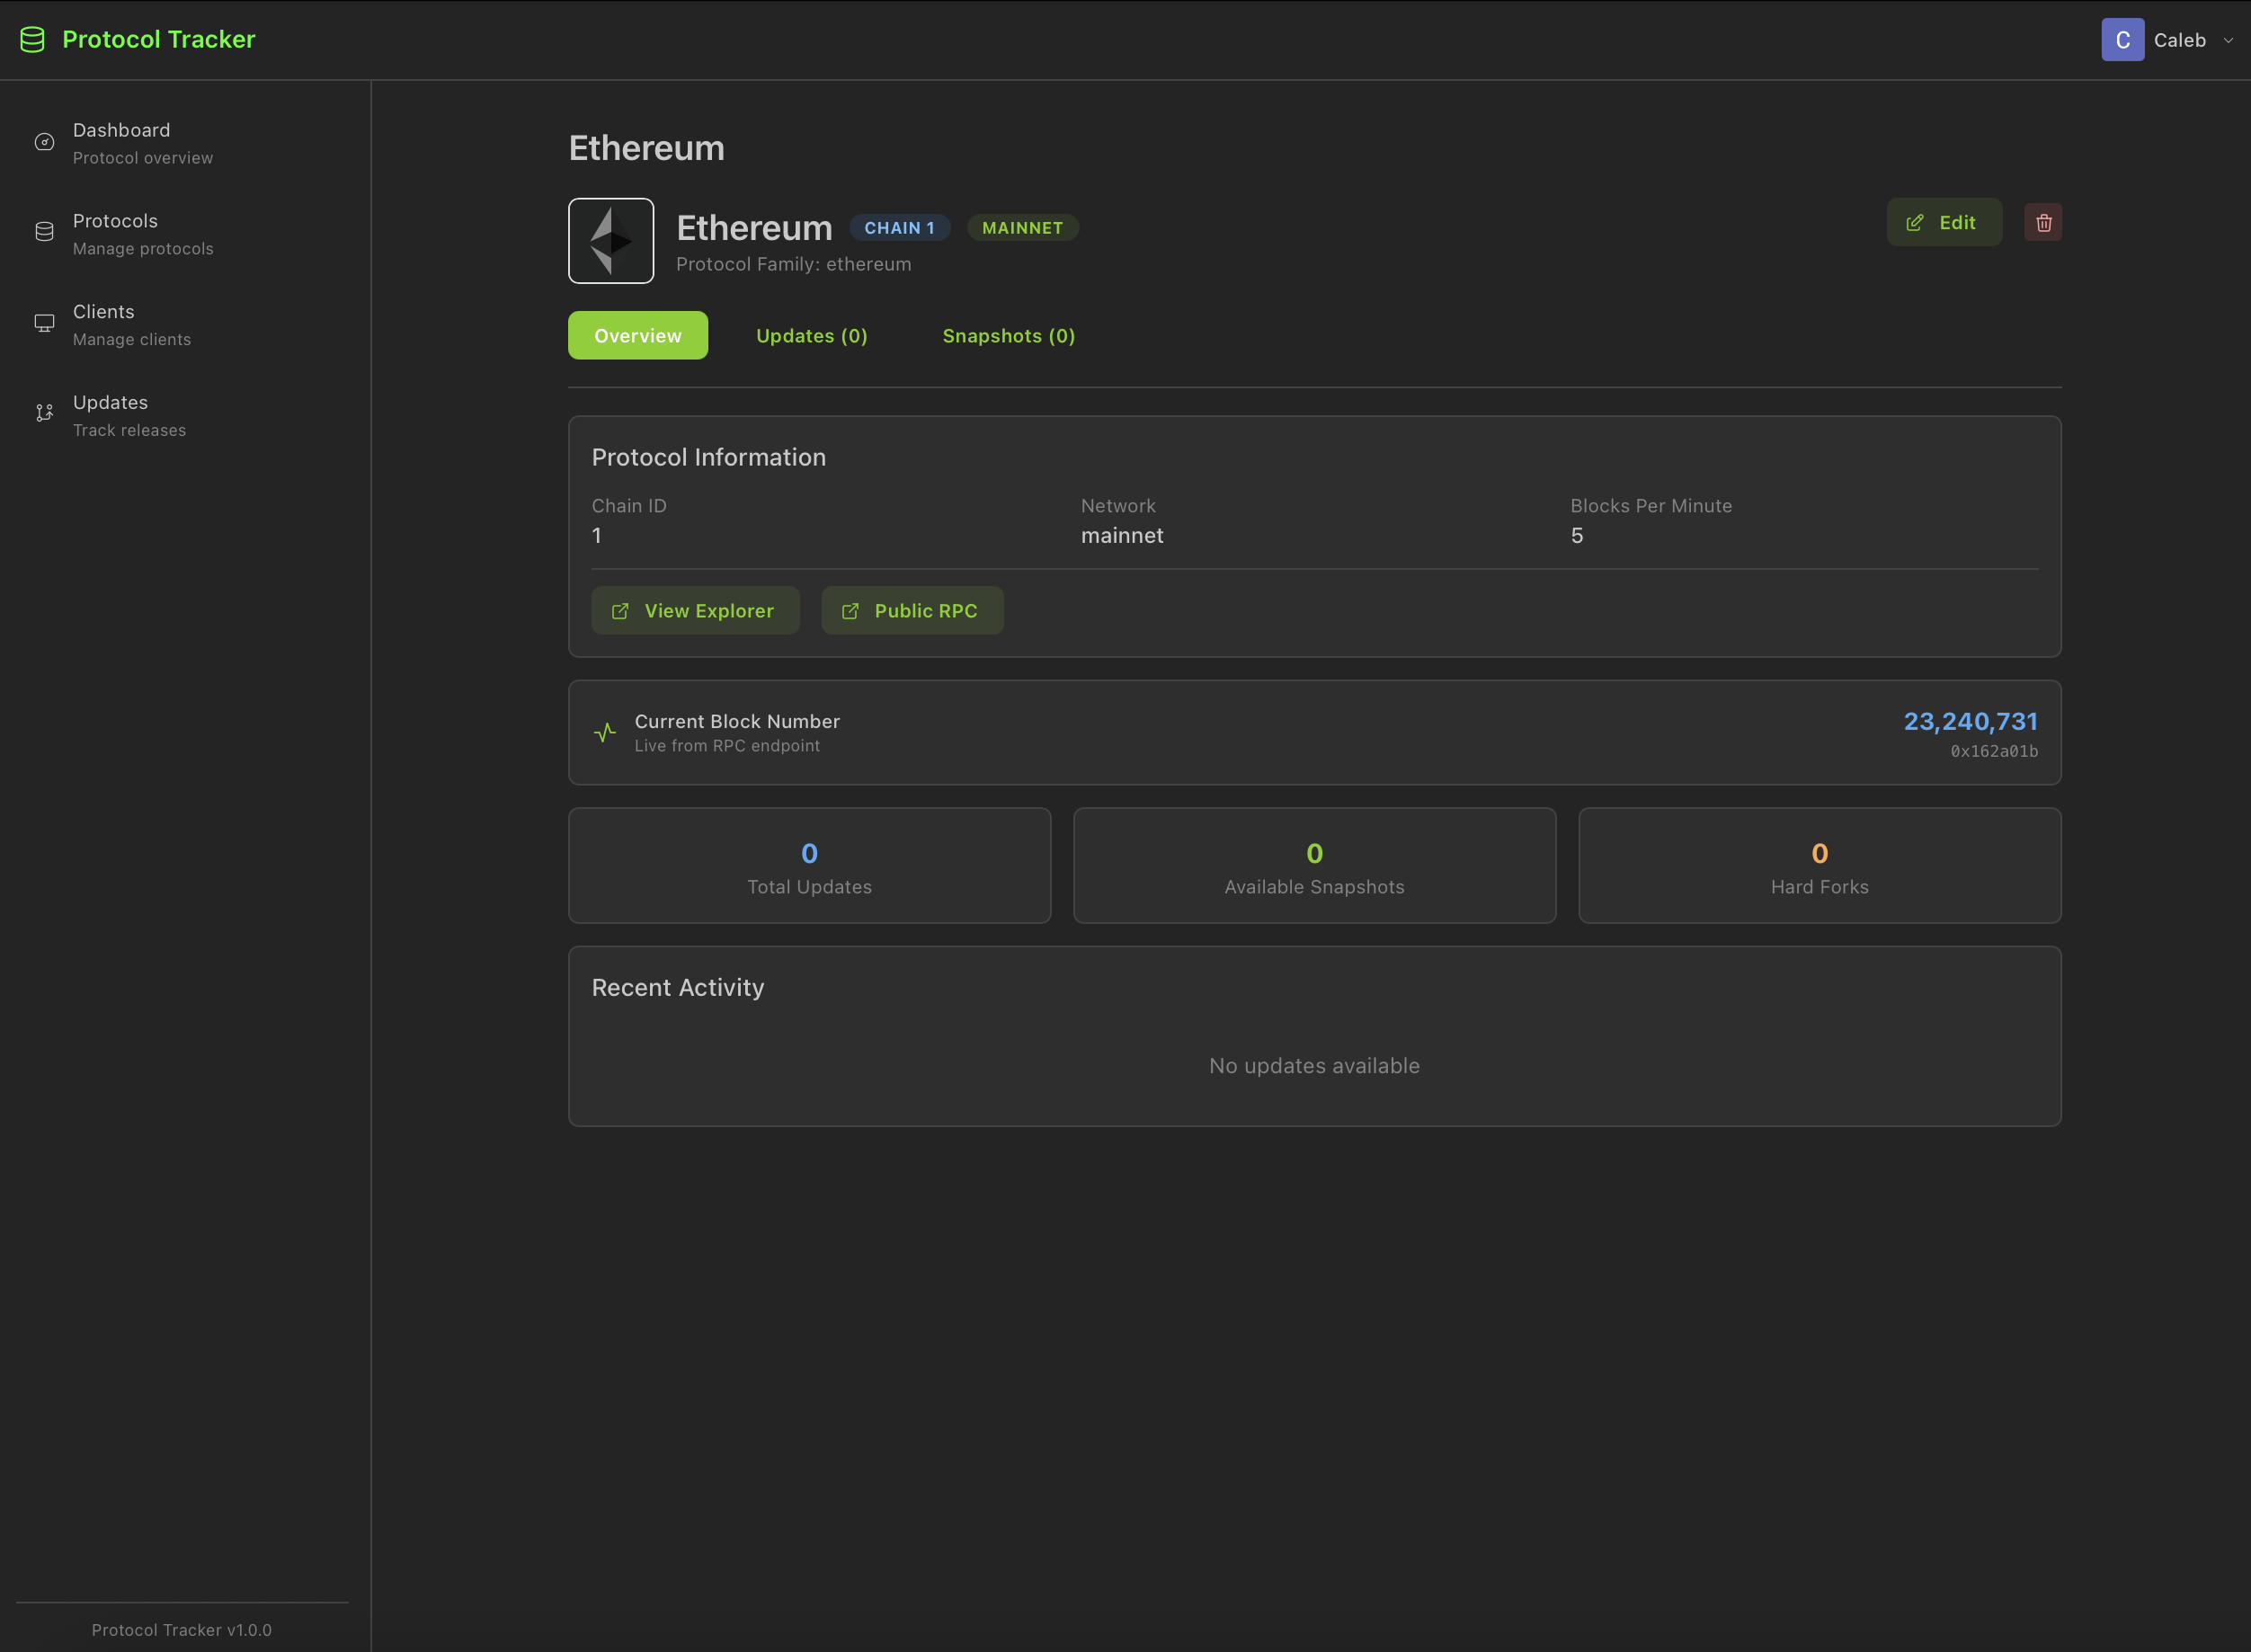 Protocol Tracker
C
Caleb
Dashboard
Protocol overview
Protocols
Manage protocols
Clients
Manage clients
Updates
Track releases
Ethereum
Ethereum CHAIN 1 MAINNET
Protocol Family: ethereum
Edit
Overview Updates (0) Snapshots (0)
Protocol Information
Chain ID Network Blocks Per Minute
1 mainnet 5
View Explorer Public RPC
Current Block Number 23,240,731
Live from RPC endpoint 0x162a01b
0 0 0
Total Updates Available Snapshots Hard Forks
Recent Activity
No updates available
Protocol Tracker v1.0.0